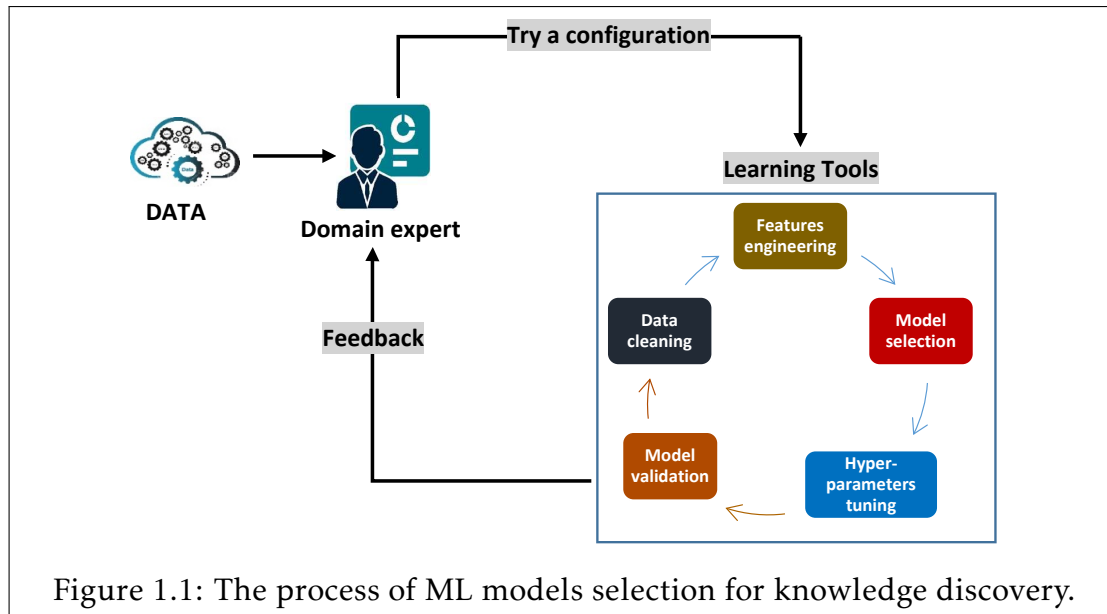 Try a configuration
Data
DATA
Domain expert
Learning Tools
Features
engineering
Data
cleaning
Model
selection
Feedback
Model
validation
Hyper-
parameters
tuning
Figure 1.1: The process of ML models selection for knowledge discovery.